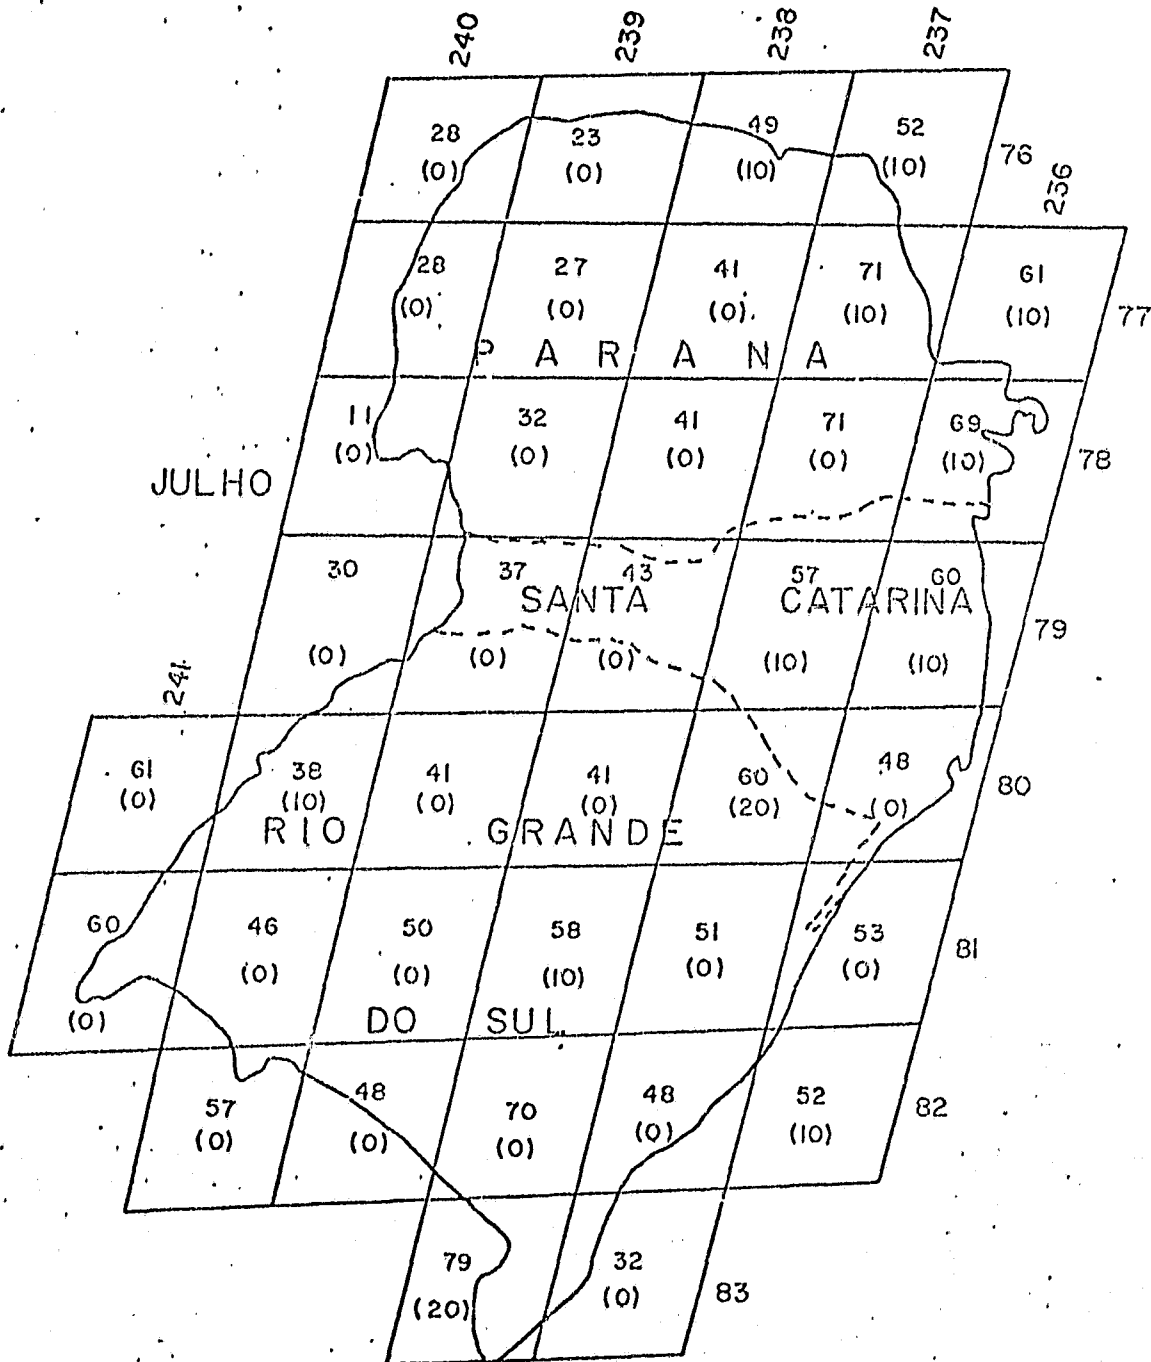 240 239 238 237
28 23 49 52
(0) (0) (10) (10) 76
236
28 27 41 71 61
(0) (0) (0) (10) (10) 77
PARANA
11 32 41 71 69
(0) (0) (0) (0) (10) 78
JULHO
30 37 43 57 60
SANTA CATARINA
79
(0) (0) (0) (10) (10)
241
61 38 41 41 60 48
(0) (10) (0) (0) (20) (0) 80
RIO GRANDE
60 46 50 58 51 53
(0) (0) (0) (10) (0) (0) 81
DO SUL
57 48 70 48 52
(0) (0) (0) (0) (10) 82
79 32
(20) (0) 83